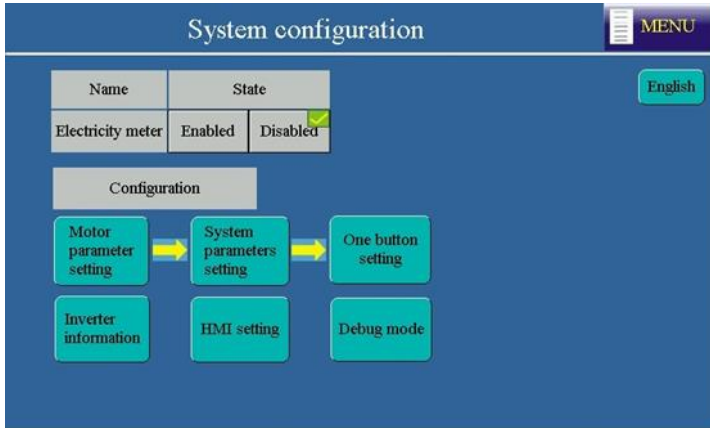 System configuration
MENU
English
Name State
Electricity meter Enabled Disabled
Configuration
Motor
parameter
setting
System
parameters
setting
One button
setting
Inverter
information
HMI setting
Debug mode